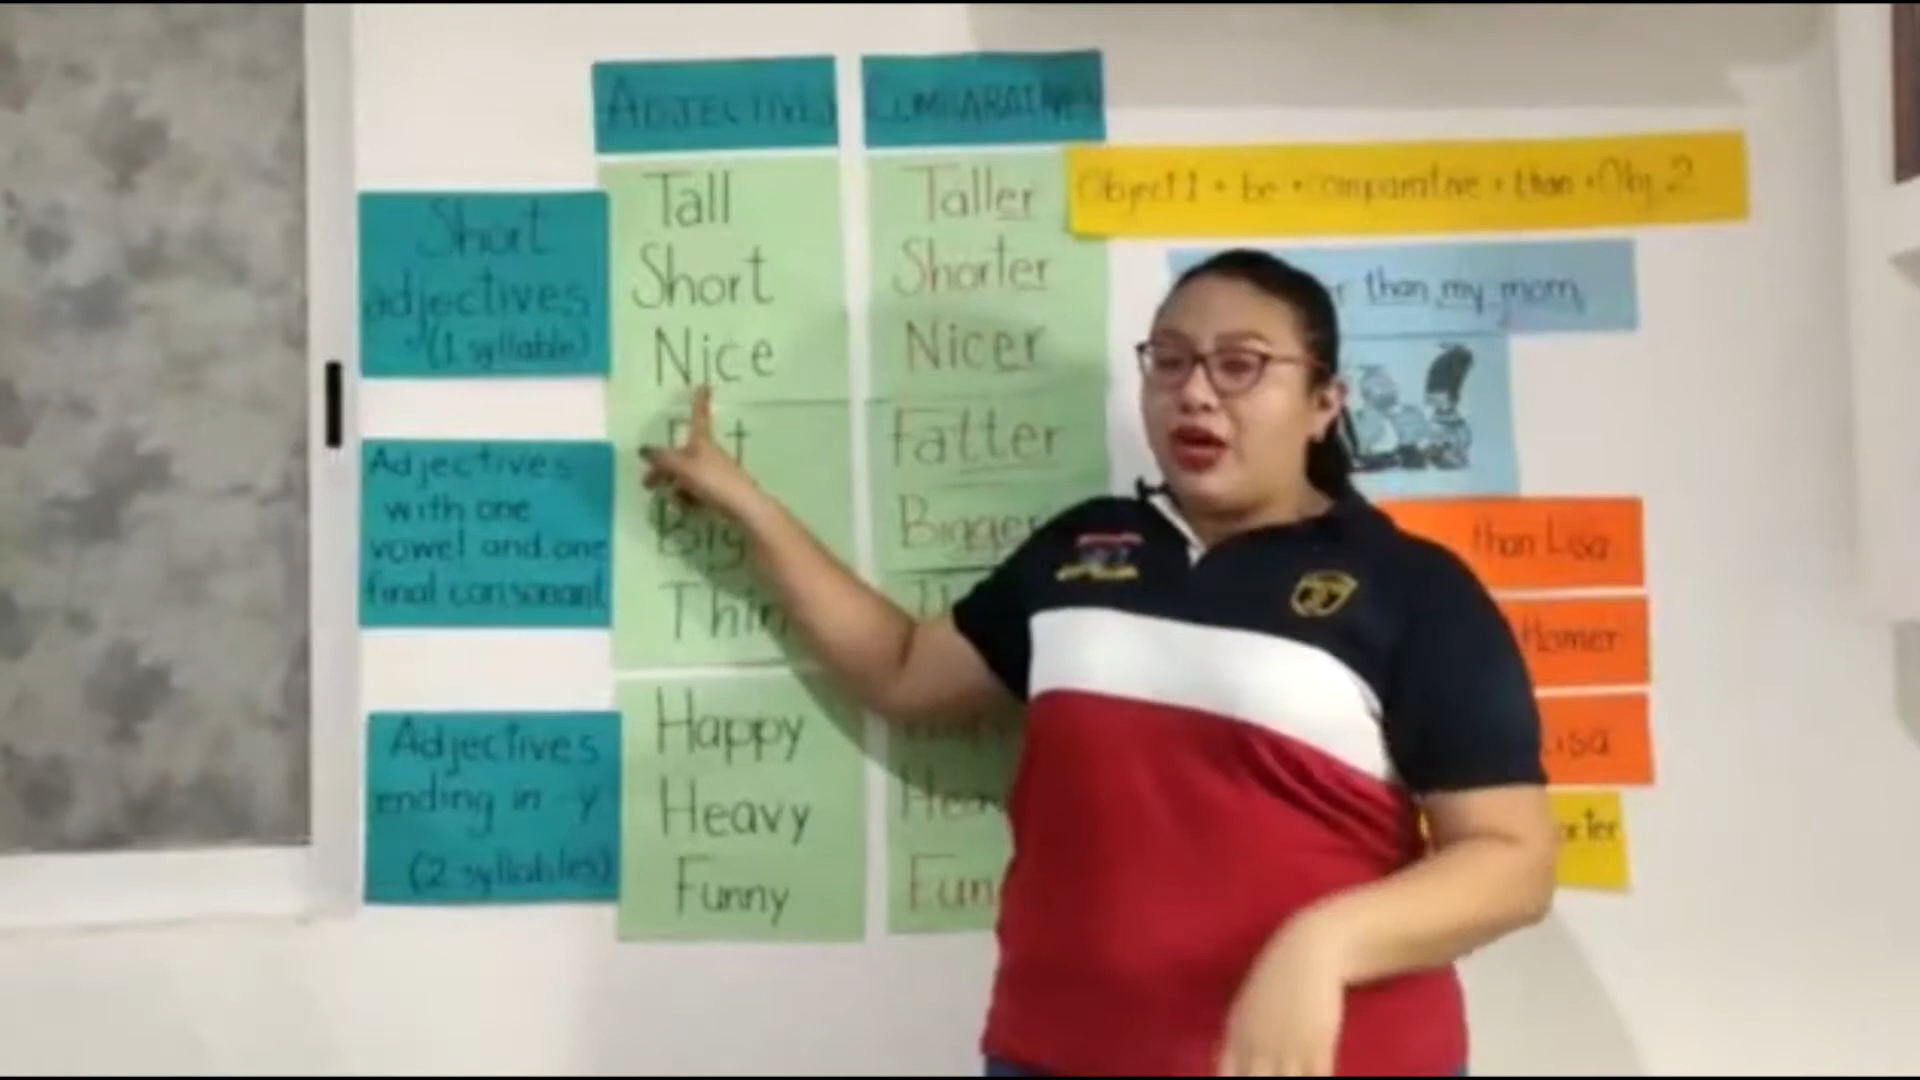 ADJECTIVES
COMPARATIVES
Short
adjectives
(1 syllable)
Tall
Short
Nice
Taller
Shorter
Nicer
Adjectives
with one
vowel and one
final consonant
Big
Thin
Fatter
Bigger
Adjectives
ending in -y
(2 syllables)
Happy
Heavy
Funny
Object 1 + be + comparative + than + Obj 2
than my mom.
than Lisa
Homer
Lisa